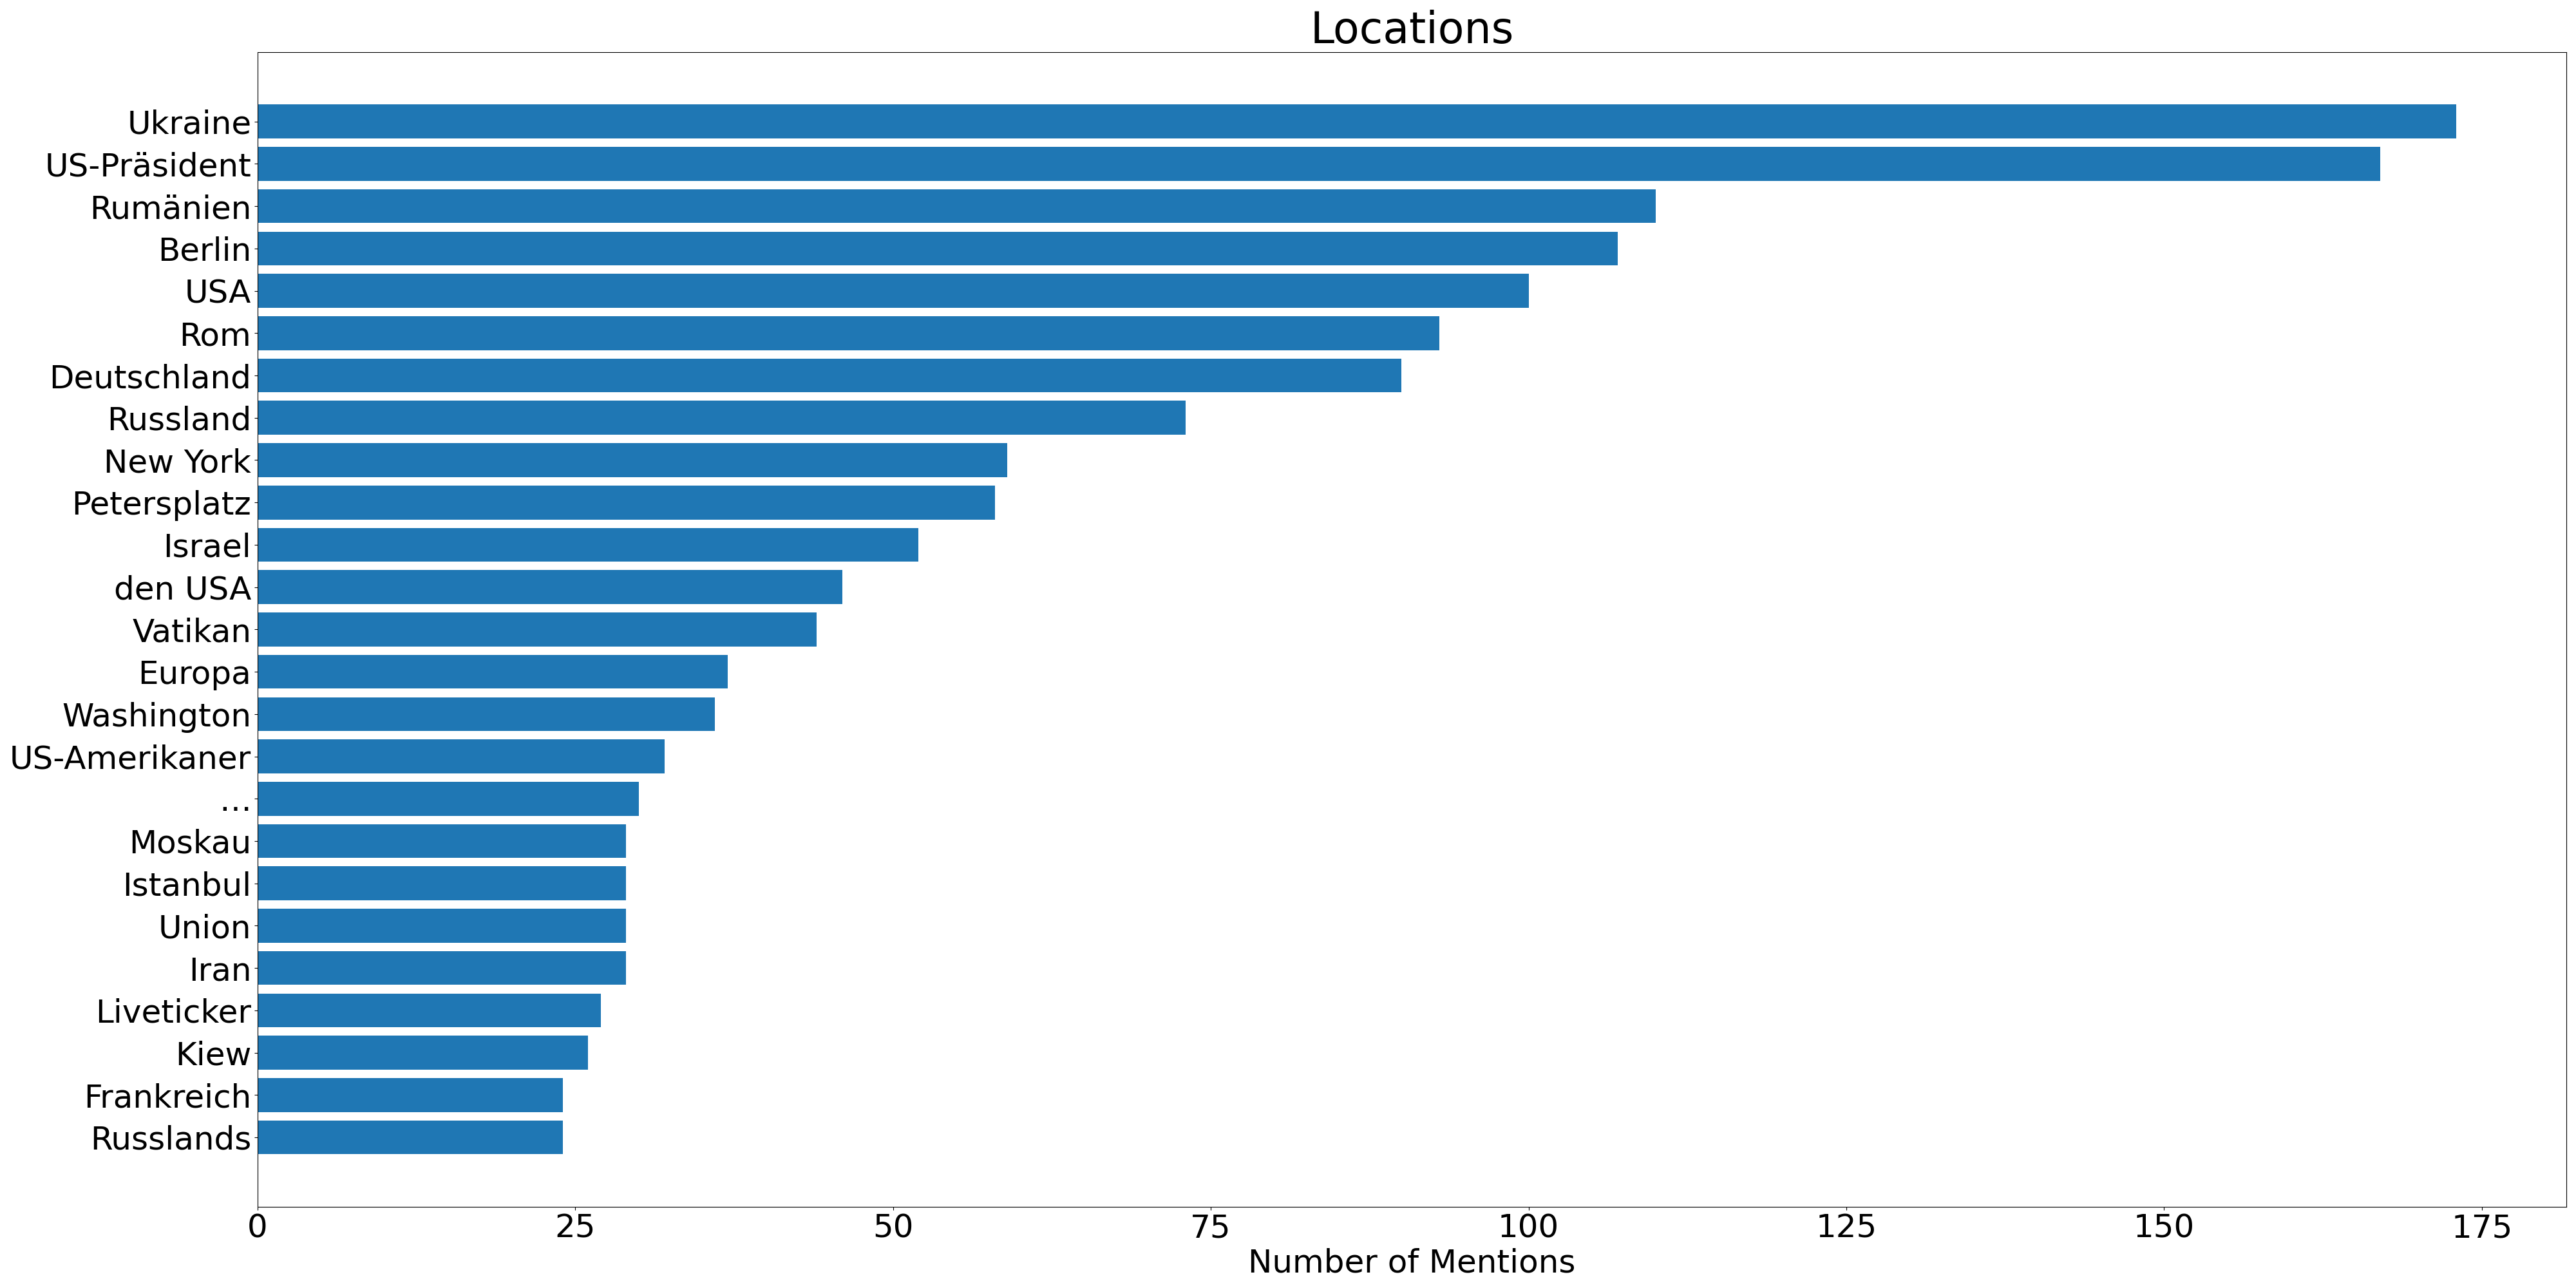 Locations
Ukraine
US-Präsident
Rumänien
Berlin
USA
Rom
Deutschland
Russland
New York
Petersplatz
Israel
den USA
Vatikan
Europa
Washington
US-Amerikaner
...
Moskau
Istanbul
Union
Iran
Liveticker
Kiew
Frankreich
Russlands
0 25 50 75 100 125 150 175
Number of Mentions